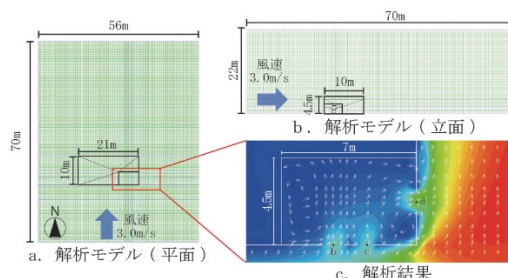 56m
70m
21m
10m
N
風速
3.0m/s
a. 解析モデル(平面)
70m
22m
風速
3.0m/s
10m
4.5m
b. 解析モデル(立面)
7m
4.5m
b
c
d
c. 解析結果